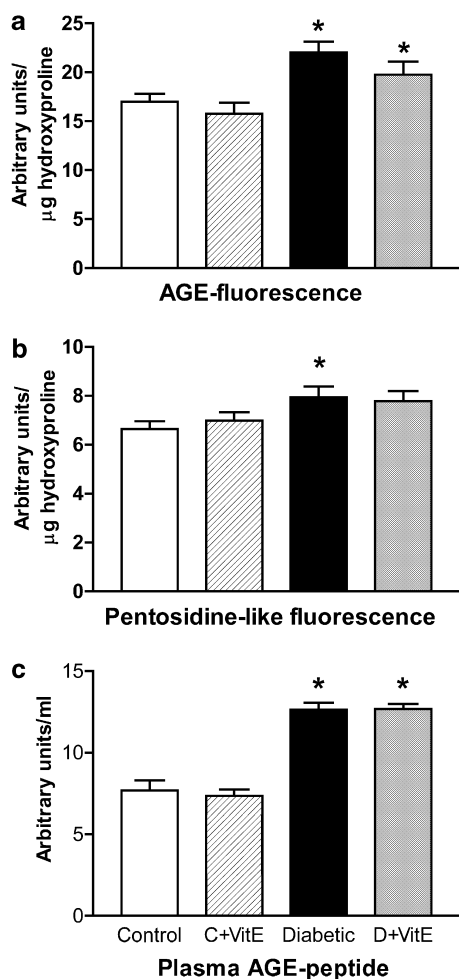 a
Arbitrary units/
μg hydroxyproline
25
20
15
10
5
0
*
*
AGE-fluorescence
b
Arbitrary units/
μg hydroxyproline
10
8
6
4
2
0
*
Pentosidine-like fluorescence
c
Arbitrary units/ml
15
10
5
0
*
*
Control C+VitE Diabetic D+VitE
Plasma AGE-peptide